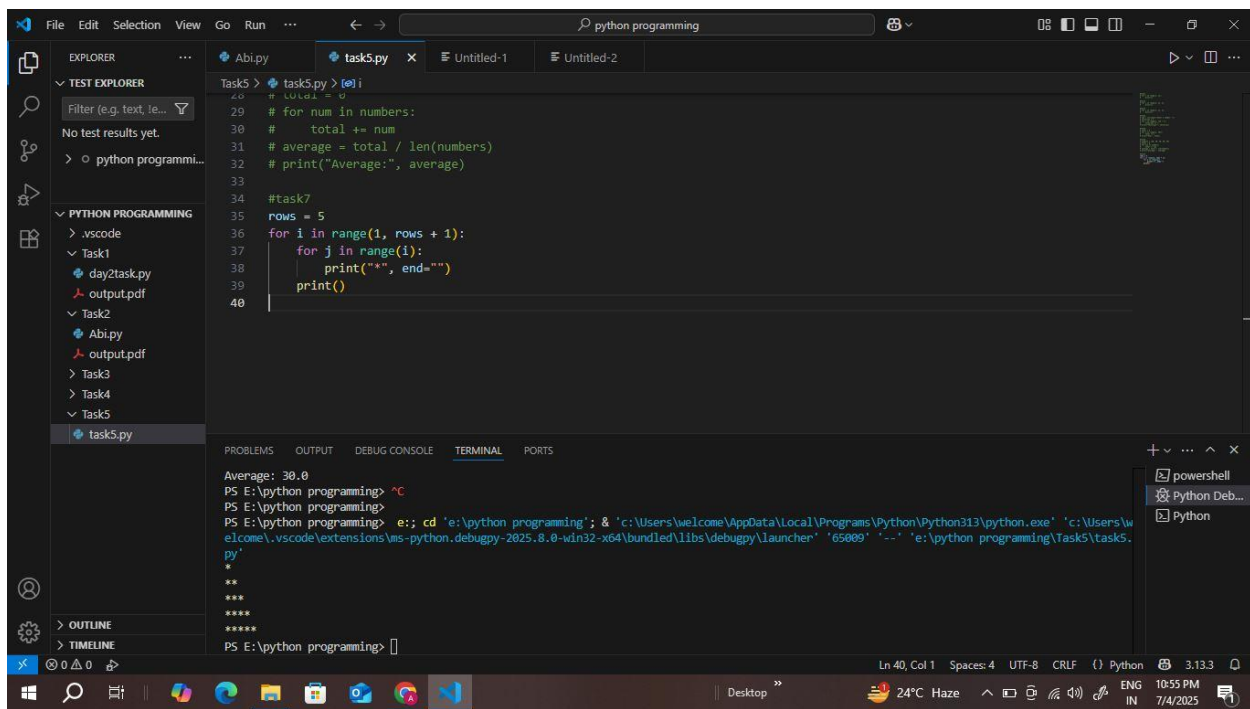 File Edit Selection View Go Run ··· ← → python programming
EXPLORER ···
TEST EXPLORER
Filter (e.g. text, !e...
No test results yet.
> python programmi...
PYTHON PROGRAMMING
> .vscode
Task1
day2task.py
output.pdf
Task2
Abi.py
output.pdf
> Task3
> Task4
Task5
task5.py
> OUTLINE
> TIMELINE
Abi.py task5.py × Untitled-1 Untitled-2
Task5 > task5.py > i
28 # total = 0
29 # for num in numbers:
30 #     total += num
31 # average = total / len(numbers)
32 # print("Average:", average)
33
34 #task7
35 rows = 5
36 for i in range(1, rows + 1):
37     for j in range(i):
38         print("*", end="")
39     print()
40
PROBLEMS OUTPUT DEBUG CONSOLE TERMINAL PORTS
Average: 30.0
PS E:\python programming> ^C
PS E:\python programming>
PS E:\python programming>  e:; cd 'e:\python programming'; & 'c:\Users\welcome\AppData\Local\Programs\Python\Python313\python.exe' 'c:\Users\w
elcome\.vscode\extensions\ms-python.debugpy-2025.8.0-win32-x64\bundled\libs\debugpy\launcher' '65009' '--' 'e:\python programming\Task5\task5.
py'
*
**
***
****
*****
PS E:\python programming>
powershell
Python Deb...
Python
0 0 Ln 40, Col 1 Spaces: 4 UTF-8 CRLF {} Python 3.13.3
Desktop » 24°C Haze ENG IN 10:55 PM 7/4/2025 1